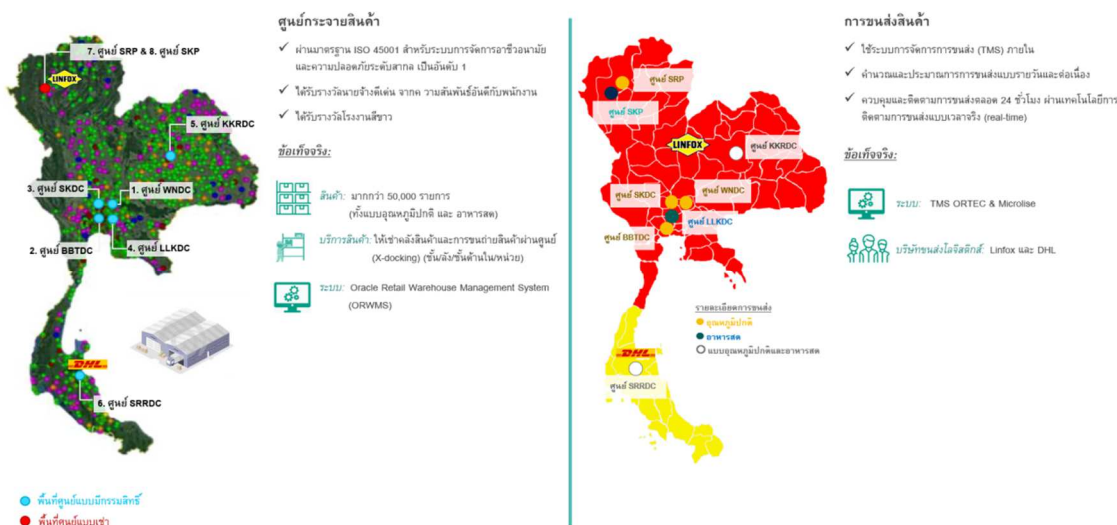 ศูนย์กระจายสินค้า
✓ ผ่านมาตรฐาน ISO 45001 สำหรับระบบการจัดการอาชีวอนามัย
และความปลอดภัยระดับสากล เป็นอันดับ 1
✓ ได้รับรางวัลนายจ้างดีเด่น จากค วามสัมพันธ์อันดีกับพนักงาน
✓ ได้รับรางวัลโรงงานสีขาว
ข้อเท็จจริง:
สินค้า: มากกว่า 50,000 รายการ
(ทั้งแบบอุณหภูมิปกติ และ อาหารสด)
บริการสินค้า: ให้เช่าคลังสินค้าและการขนถ่ายสินค้าผ่านศูนย์
(X-docking) (ชั้น/ลัง/ชั้นด้านใน/หน่วย)
ระบบ: Oracle Retail Warehouse Management System
(ORWMS)
7. ศูนย์ SRP & 8. ศูนย์ SKP
LINFOX
5. ศูนย์ KKRDC
3. ศูนย์ SKDC
1. ศูนย์ WNDC
2. ศูนย์ BBTDC
4. ศูนย์ LLKDC
DHL
6. ศูนย์ SRRDC
พื้นที่ศูนย์แบบมีกรรมสิทธิ์
พื้นที่ศูนย์แบบเช่า
การขนส่งสินค้า
✓ ใช้ระบบการจัดการการขนส่ง (TMS) ภายใน
✓ คำนวณและประมาณการการขนส่งแบบรายวันและต่อเนื่อง
✓ ควบคุมและติดตามการขนส่งตลอด 24 ชั่วโมง ผ่านเทคโนโลยีการ
ติดตามการขนส่งแบบเวลาจริง (real-time)
ข้อเท็จจริง:
ระบบ: TMS ORTEC & Microlise
บริษัทขนส่งโลจิสติกส์: Linfox และ DHL
ศูนย์ SRP
ศูนย์ SKP
LINFOX
ศูนย์ KKRDC
ศูนย์ SKDC
ศูนย์ WNDC
ศูนย์ LLKDC
ศูนย์ BBTDC
รายละเอียดการขนส่ง
อุณหภูมิปกติ
อาหารสด
แบบอุณหภูมิปกติและอาหารสด
DHL
ศูนย์ SRRDC